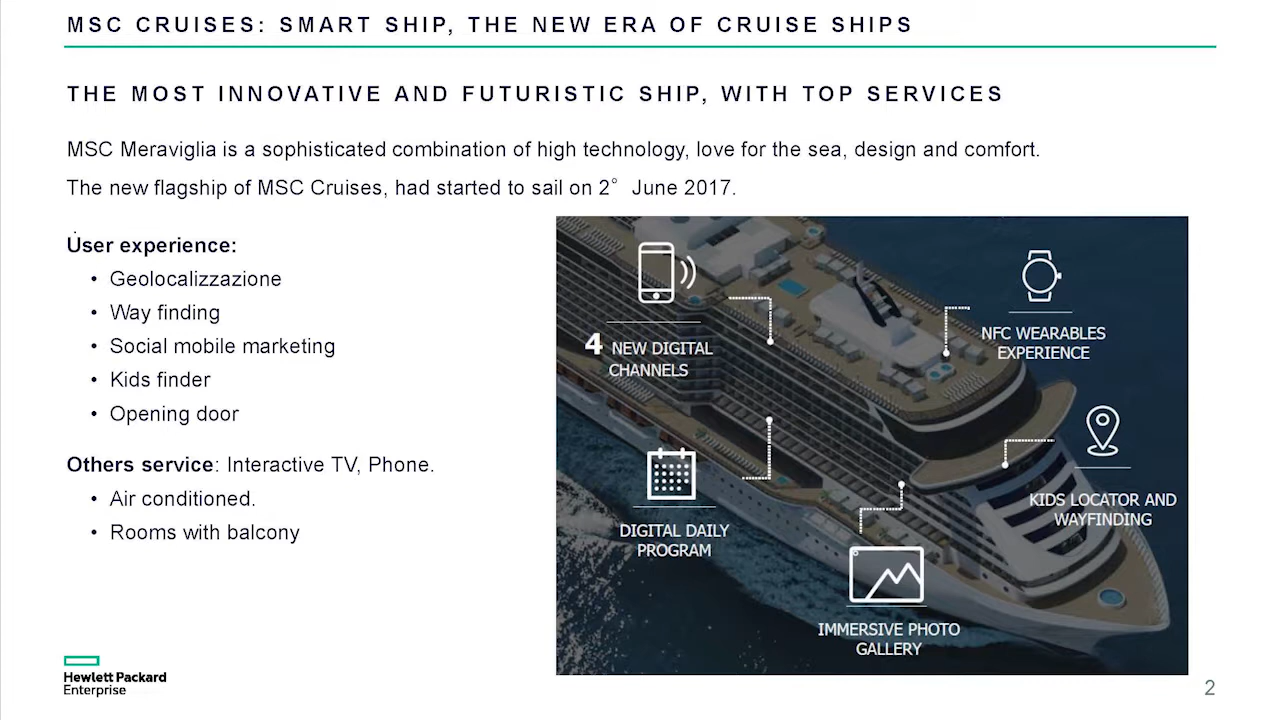 MSC CRUISES: SMART SHIP, THE NEW ERA OF CRUISE SHIPS
THE MOST INNOVATIVE AND FUTURISTIC SHIP, WITH TOP SERVICES
MSC Meraviglia is a sophisticated combination of high technology, love for the sea, design and comfort.
The new flagship of MSC Cruises, had started to sail on 2° June 2017.
.
User experience:
• Geolocalizzazione
• Way finding
• Social mobile marketing
• Kids finder
• Opening door
Others service: Interactive TV, Phone.
• Air conditioned.
• Rooms with balcony
4 NEW DIGITAL
CHANNELS
NFC WEARABLES
EXPERIENCE
DIGITAL DAILY
PROGRAM
KIDS LOCATOR AND
WAYFINDING
IMMERSIVE PHOTO
GALLERY
Hewlett Packard
Enterprise
2